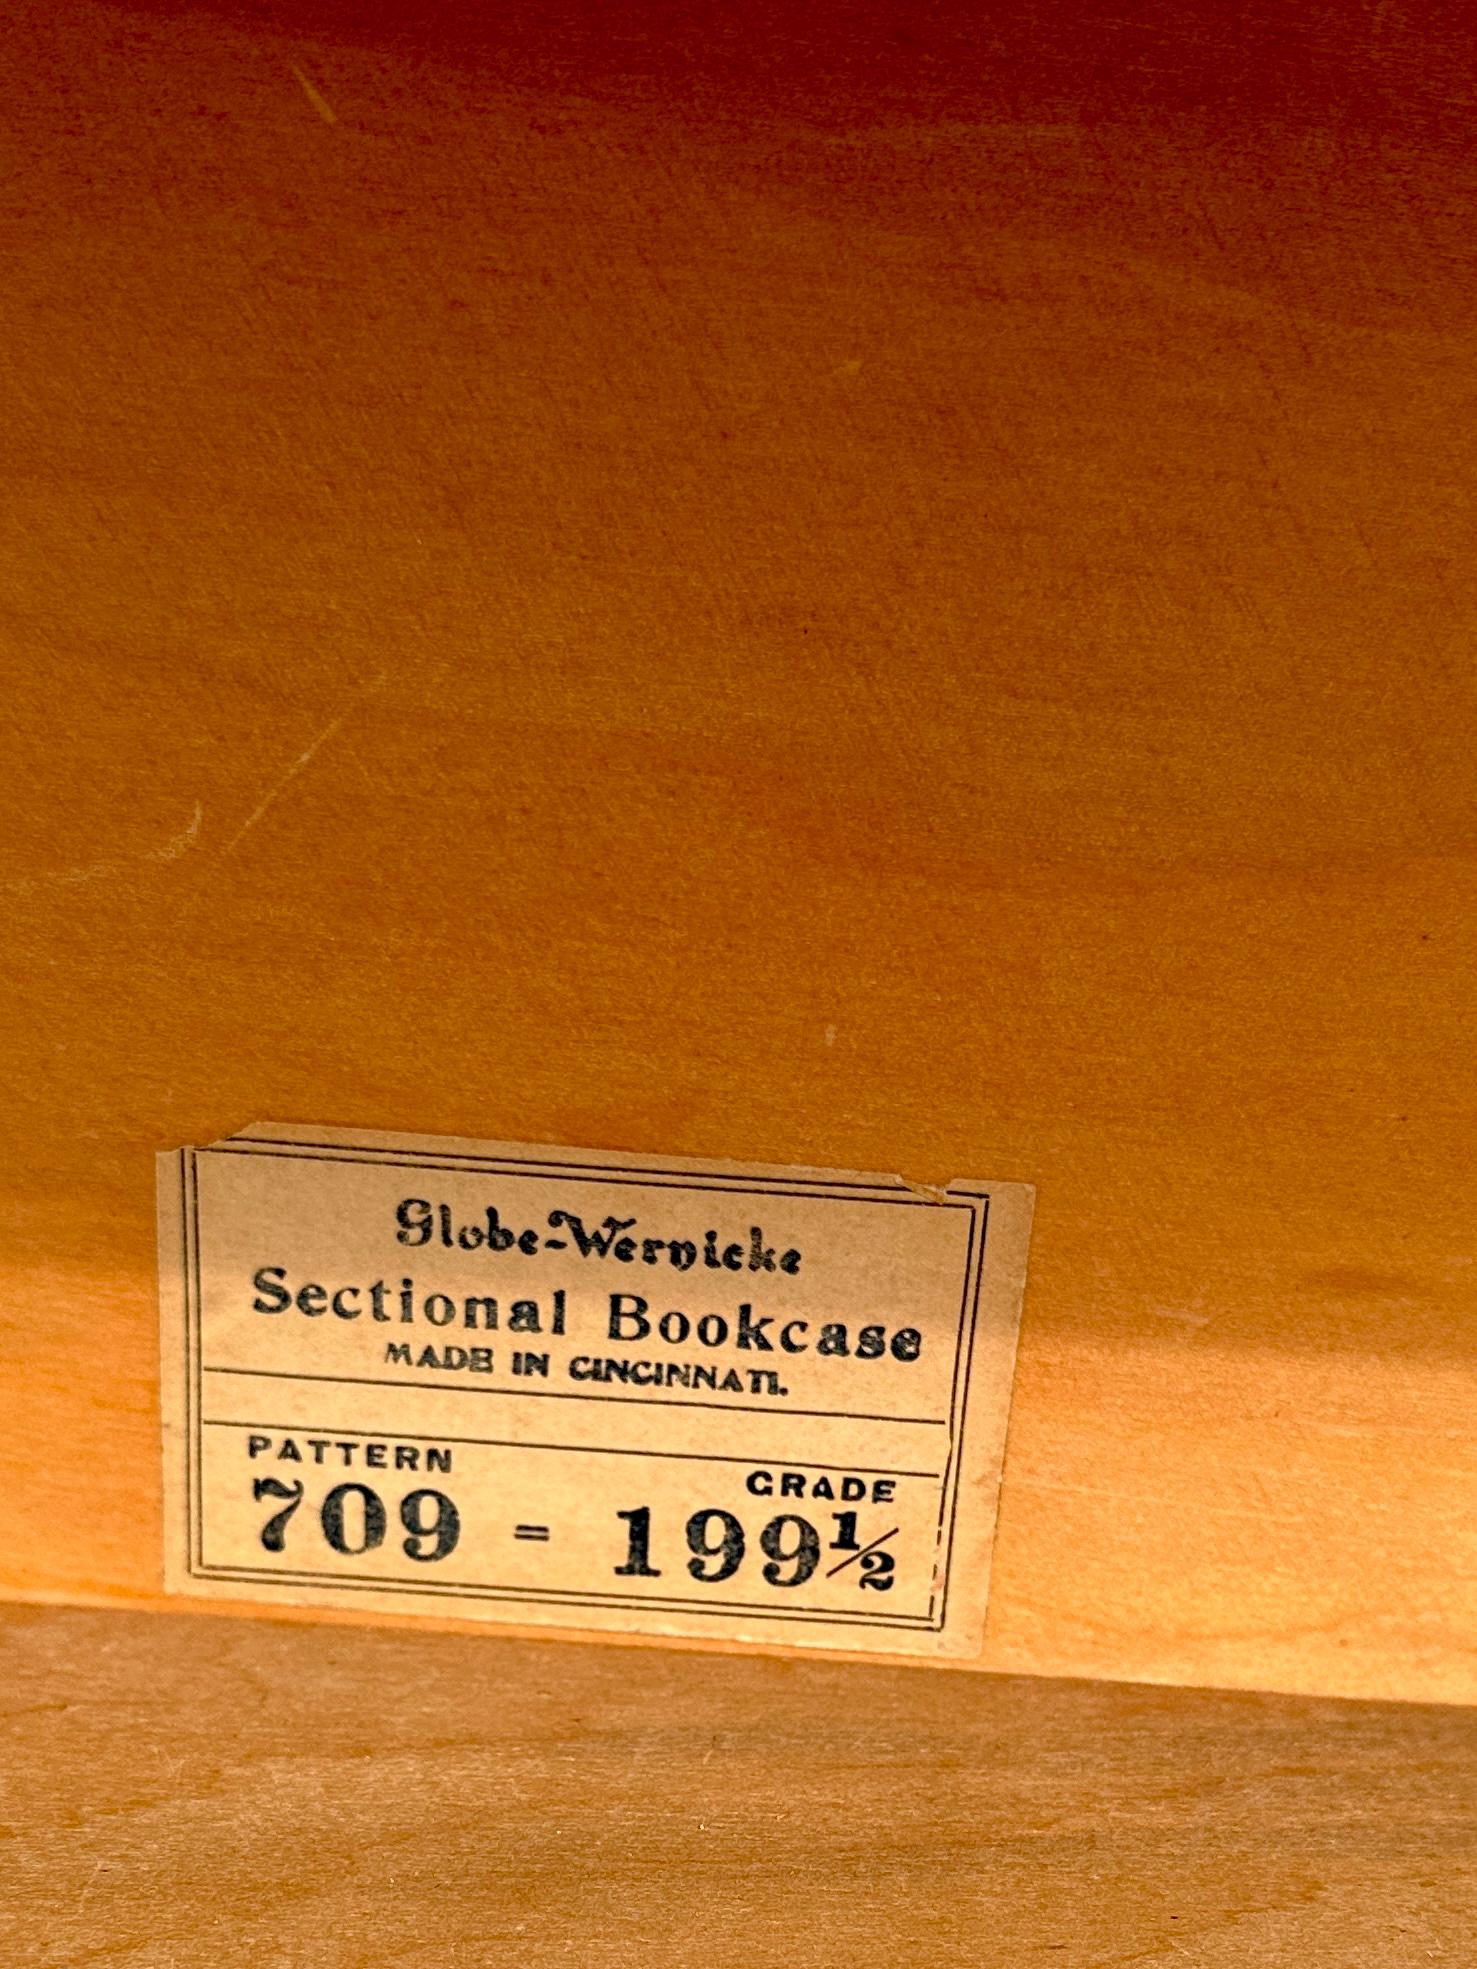 Globe-Wernicke
Sectional Bookcase
MADE IN CINCINNATI.
PATTERN GRADE
709 = 199½